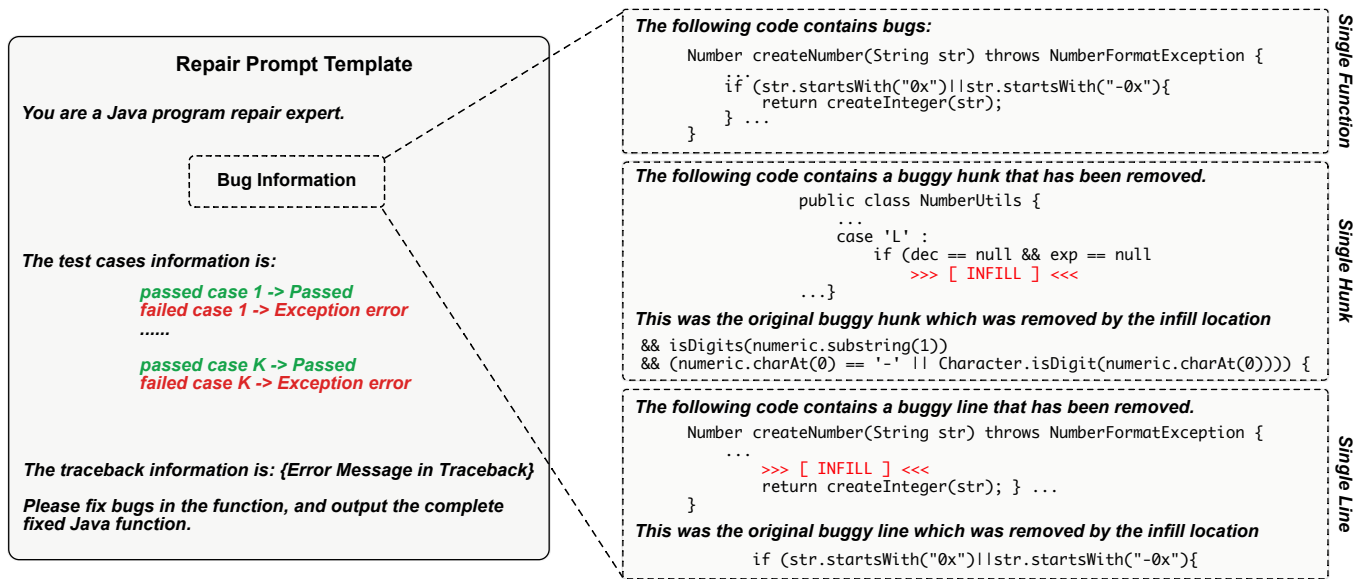 Repair Prompt Template
You are a Java program repair expert.
Bug Information
The test cases information is:
passed case 1 -> Passed
failed case 1 -> Exception error
......
passed case K -> Passed
failed case K -> Exception error
The traceback information is: {Error Message in Traceback}
Please fix bugs in the function, and output the complete
fixed Java function.
The following code contains bugs:
Number createNumber(String str) throws NumberFormatException {
...
if (str.startsWith("0x")||str.startsWith("-0x"){
return createInteger(str);
} ...
}
Single Function
The following code contains a buggy hunk that has been removed.
public class NumberUtils {
...
case 'L' :
if (dec == null && exp == null
>>> [ INFILL ] <<<
...}
This was the original buggy hunk which was removed by the infill location
&& isDigits(numeric.substring(1))
&& (numeric.charAt(0) == '-' || Character.isDigit(numeric.charAt(0)))) {
Single Hunk
The following code contains a buggy line that has been removed.
Number createNumber(String str) throws NumberFormatException {
...
>>> [ INFILL ] <<<
return createInteger(str); } ...
}
This was the original buggy line which was removed by the infill location
if (str.startsWith("0x")||str.startsWith("-0x"){
Single Line